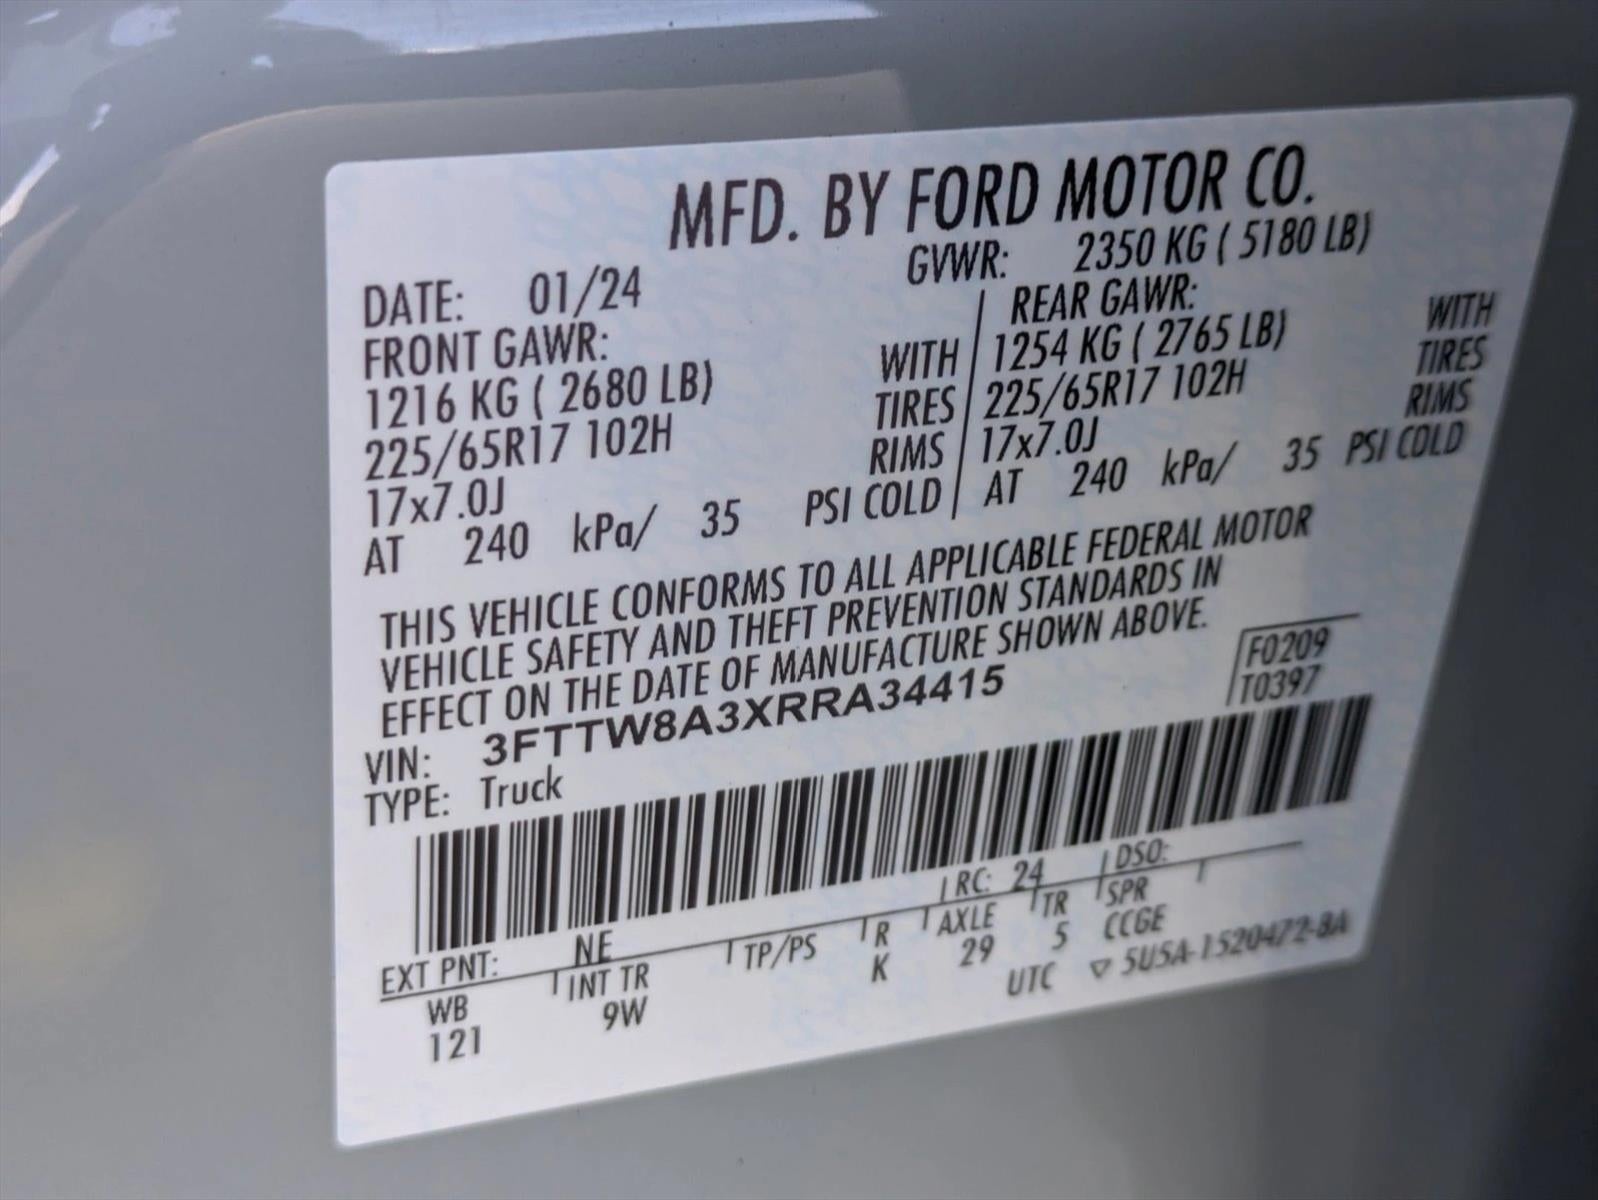 MFD. BY FORD MOTOR CO.
DATE: 01/24 GVWR: 2350 KG ( 5180 LB)
FRONT GAWR: REAR GAWR:
1216 KG ( 2680 LB) WITH 1254 KG ( 2765 LB) WITH
225/65R17 102H TIRES 225/65R17 102H TIRES
17x7.0J RIMS 17x7.0J RIMS
AT 240 kPa/ 35 PSI COLD AT 240 kPa/ 35 PSI COLD
THIS VEHICLE CONFORMS TO ALL APPLICABLE FEDERAL MOTOR
VEHICLE SAFETY AND THEFT PREVENTION STANDARDS IN
EFFECT ON THE DATE OF MANUFACTURE SHOWN ABOVE.
F0209
VIN: 3FTTW8A3XRRA34415 T0397
TYPE: Truck
EXT PNT: NE RC: 24 DSO:
WB INT TR TP/PS R AXLE TR SPR
121 9W K 29 5 CCGE
UTC ▽ 5U5A-1520472-8A